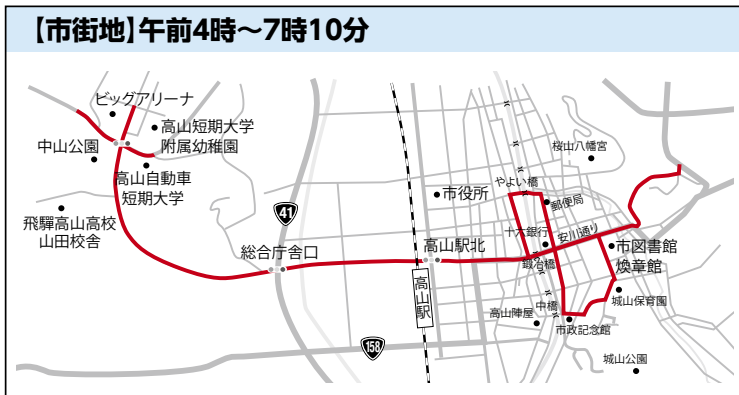 【市街地】午前4時～7時10分
ビッグアリーナ
高山短期大学
附属幼稚園
中山公園
高山自動車
短期大学
飛騨高山高校
山田校舎
41
総合庁舎口
市役所
高山駅北
高山駅
158
桜山八幡宮
やよい橋
郵便局
十六銀行
安川通り
鍛冶橋
市図書館
煥章館
中橋
高山陣屋
市政記念館
城山保育園
城山公園